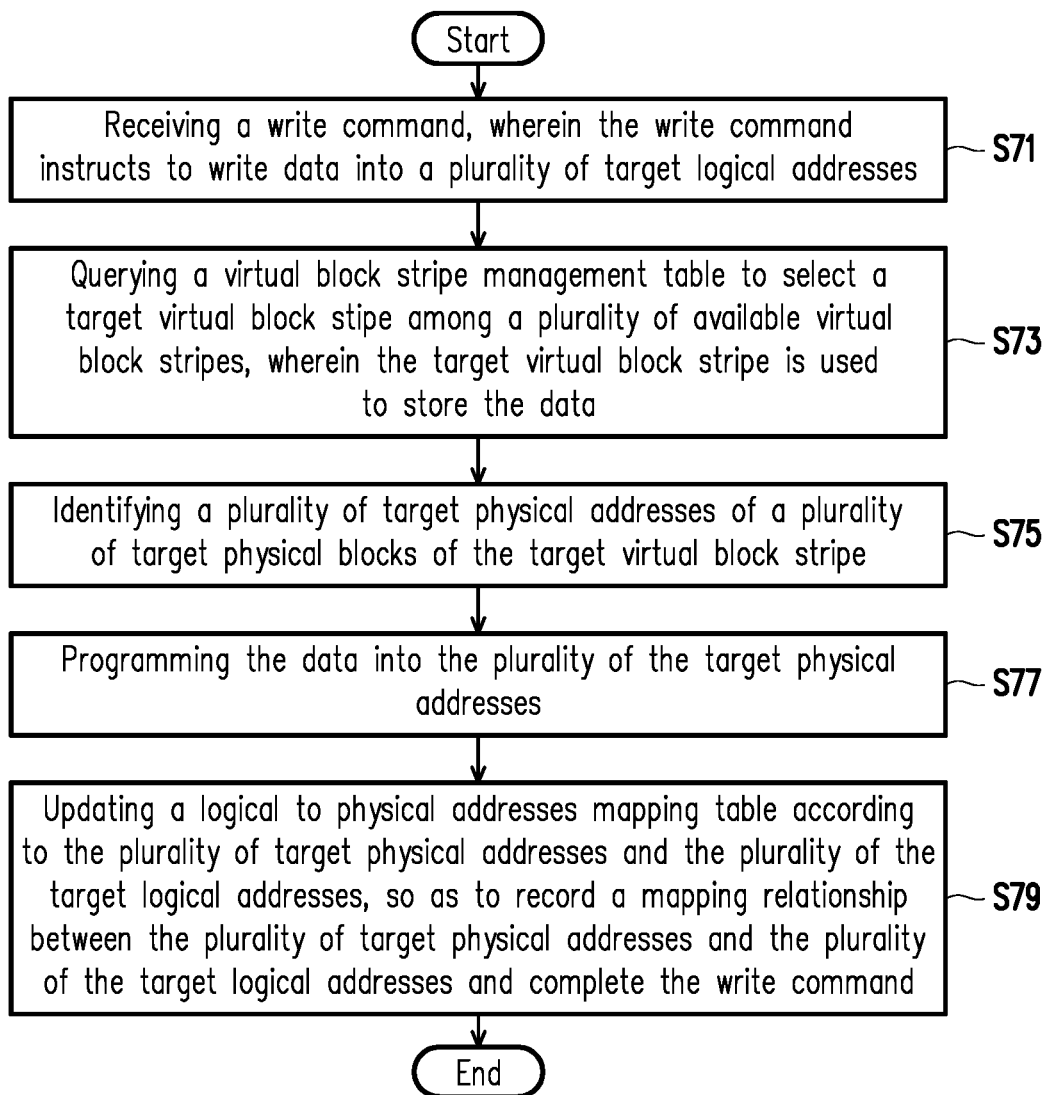 Start
Receiving a write command, wherein the write command
instructs to write data into a plurality of target logical addresses
S71
Querying a virtual block stripe management table to select a
target virtual block stipe among a plurality of available virtual
block stripes, wherein the target virtual block stripe is used
to store the data
S73
Identifying a plurality of target physical addresses of a plurality
of target physical blocks of the target virtual block stripe
S75
Programming the data into the plurality of the target physical
addresses
S77
Updating a logical to physical addresses mapping table according
to the plurality of target physical addresses and the plurality of the
target logical addresses, so as to record a mapping relationship
between the plurality of target physical addresses and the plurality
of the target logical addresses and complete the write command
S79
End